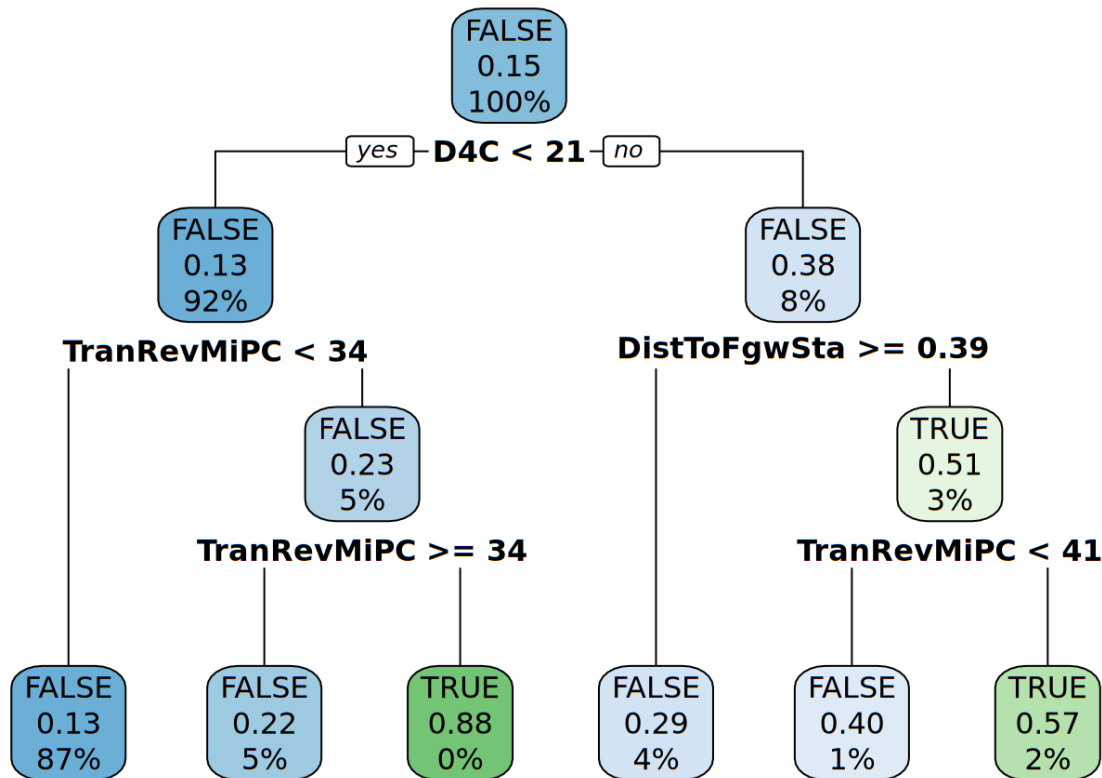 FALSE
0.15
100%
yes D4C < 21 no
FALSE
0.13
92%
FALSE
0.38
8%
TranRevMiPC < 34
DistToFgwSta >= 0.39
FALSE
0.23
5%
TRUE
0.51
3%
TranRevMiPC >= 34
TranRevMiPC < 41
FALSE
0.13
87%
FALSE
0.22
5%
TRUE
0.88
0%
FALSE
0.29
4%
FALSE
0.40
1%
TRUE
0.57
2%